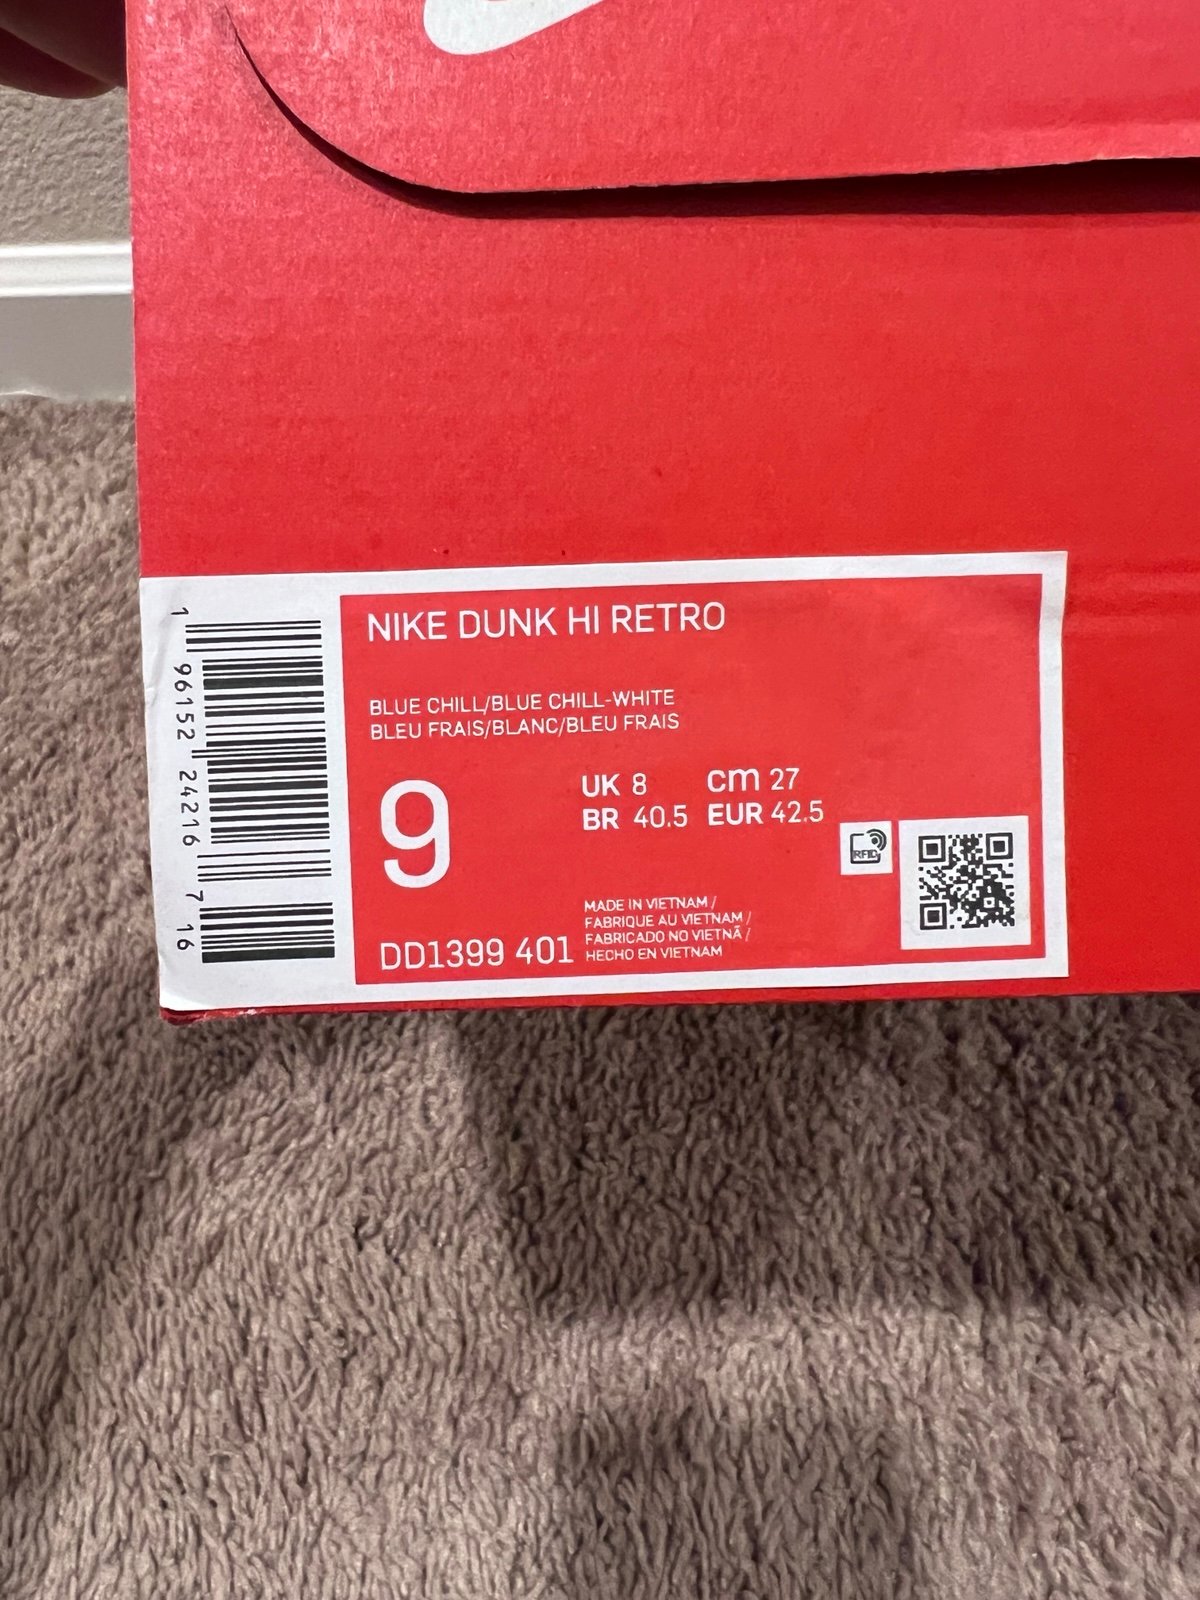 NIKE DUNK HI RETRO
BLUE CHILL/BLUE CHILL-WHITE
BLEU FRAIS/BLANC/BLEU FRAIS
9
UK 8 cm 27
BR 40.5 EUR 42.5
RFID
MADE IN VIETNAM /
FABRIQUE AU VIETNAM /
FABRICADO NO VIETNÃ /
HECHO EN VIETNAM
DD1399 401
1 96152 24216 7 16